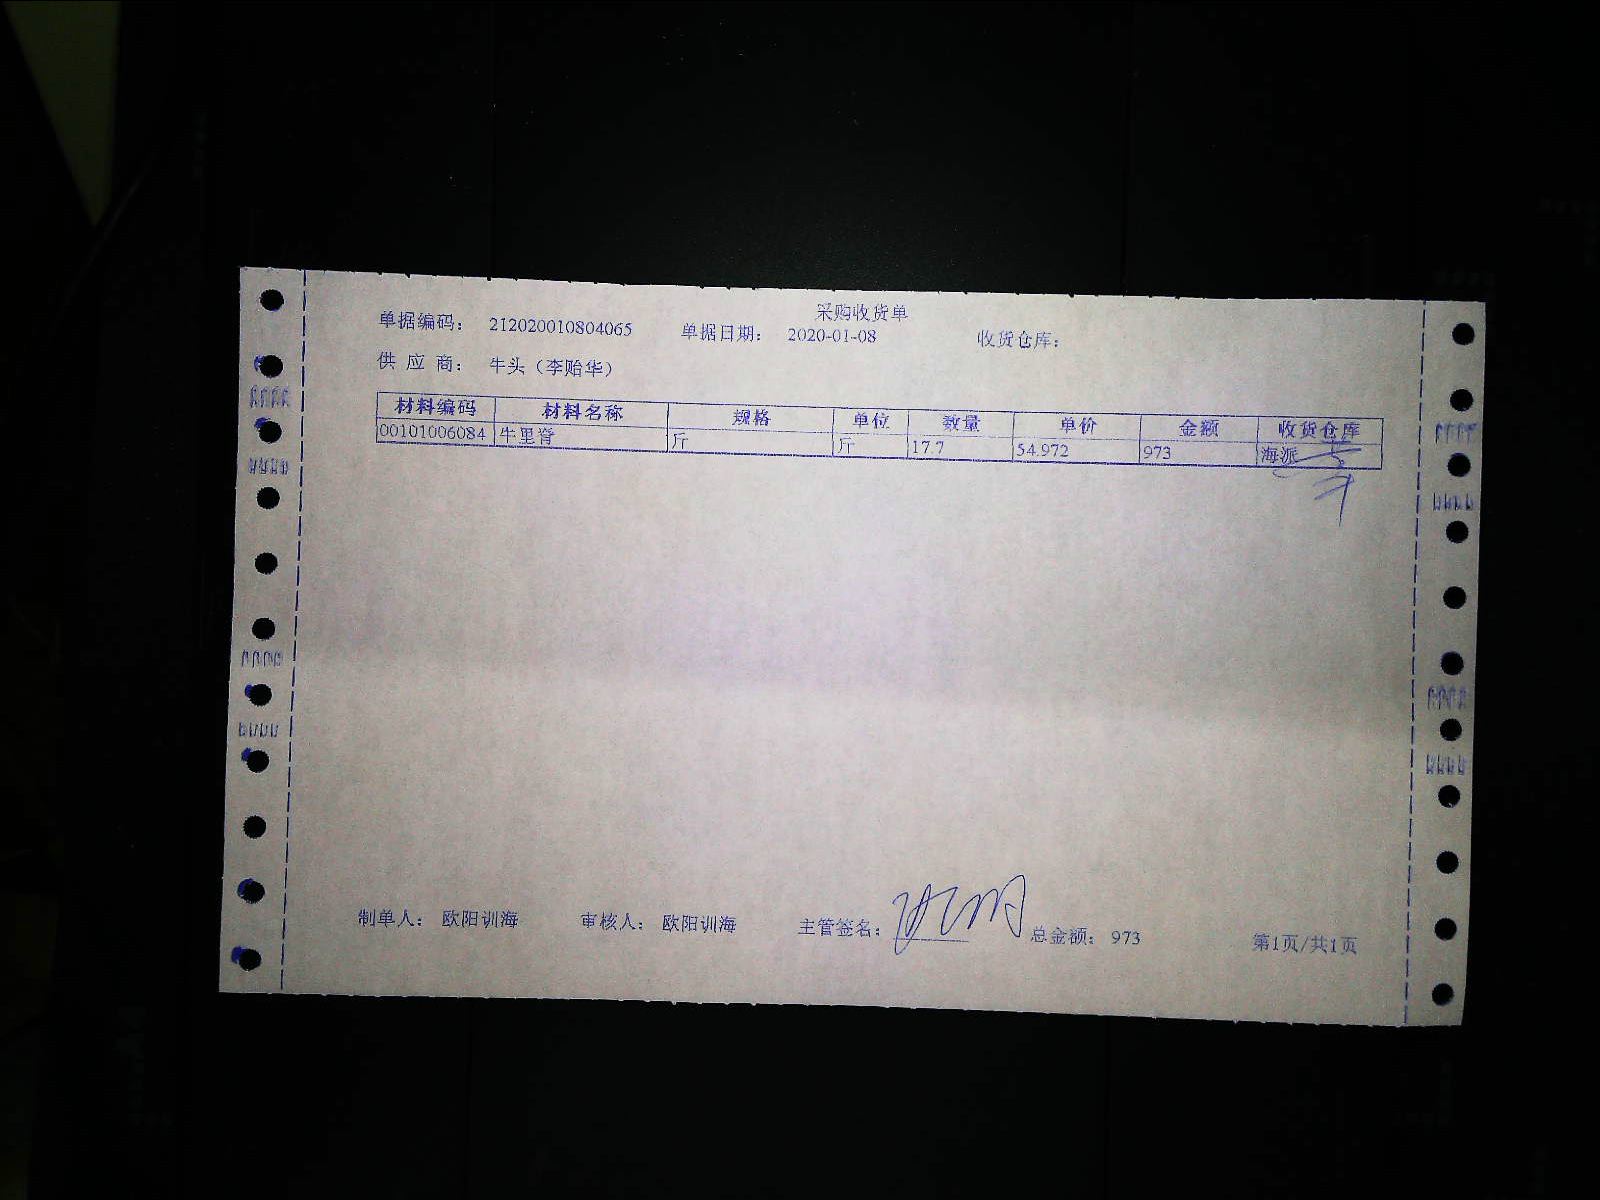 采购收货单
单据编码： 212020010804065 单据日期： 2020-01-08 收货仓库：
供 应 商： 牛头（李贻华）
材料编码 材料名称 规格 单位 数量 单价 金额 收货仓库
00101006084 牛里脊 斤 斤 17.7 54.972 973 海派
制单人： 欧阳训海 审核人： 欧阳训海 主管签名： 总金额： 973 第1页/共1页